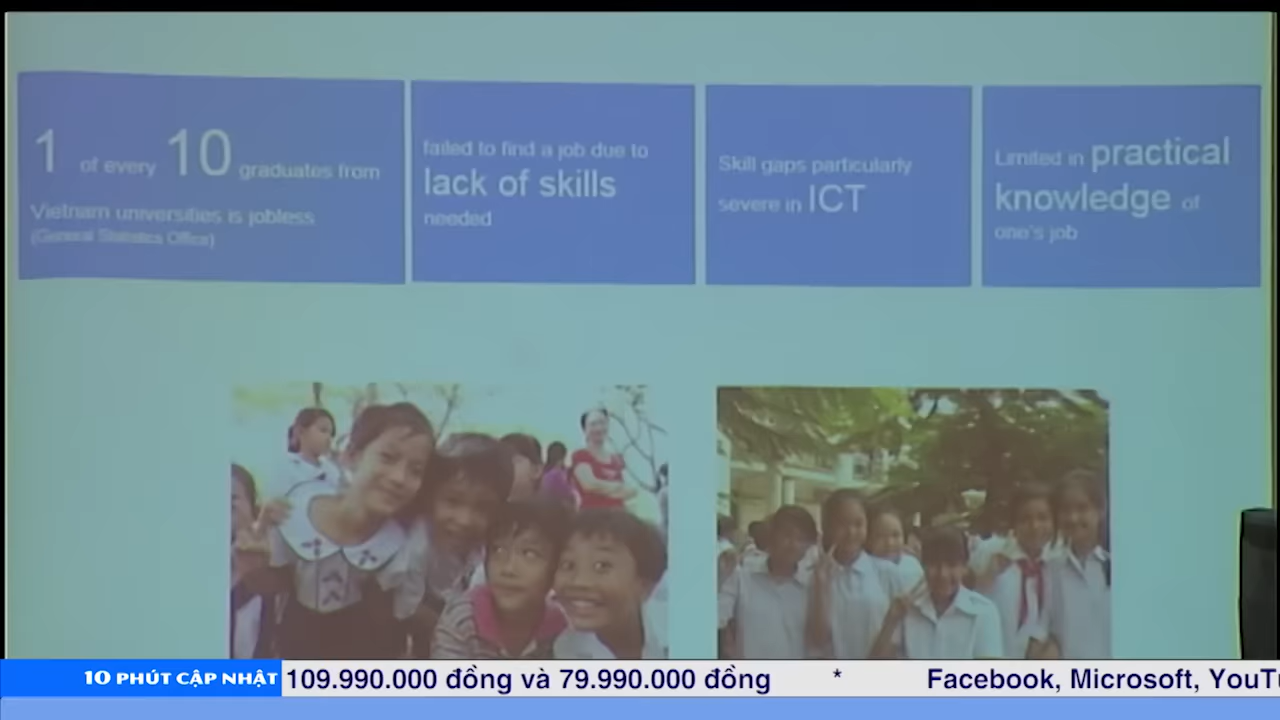 1 of every 10 graduates from
Vietnam universities is jobless
(General Statistics Office)
failed to find a job due to
lack of skills
needed
Skill gaps particularly
severe in ICT
Limited in practical
knowledge of
one's job
10 PHÚT CẬP NHẬT
109.990.000 đồng và 79.990.000 đồng * Facebook, Microsoft, YouTu